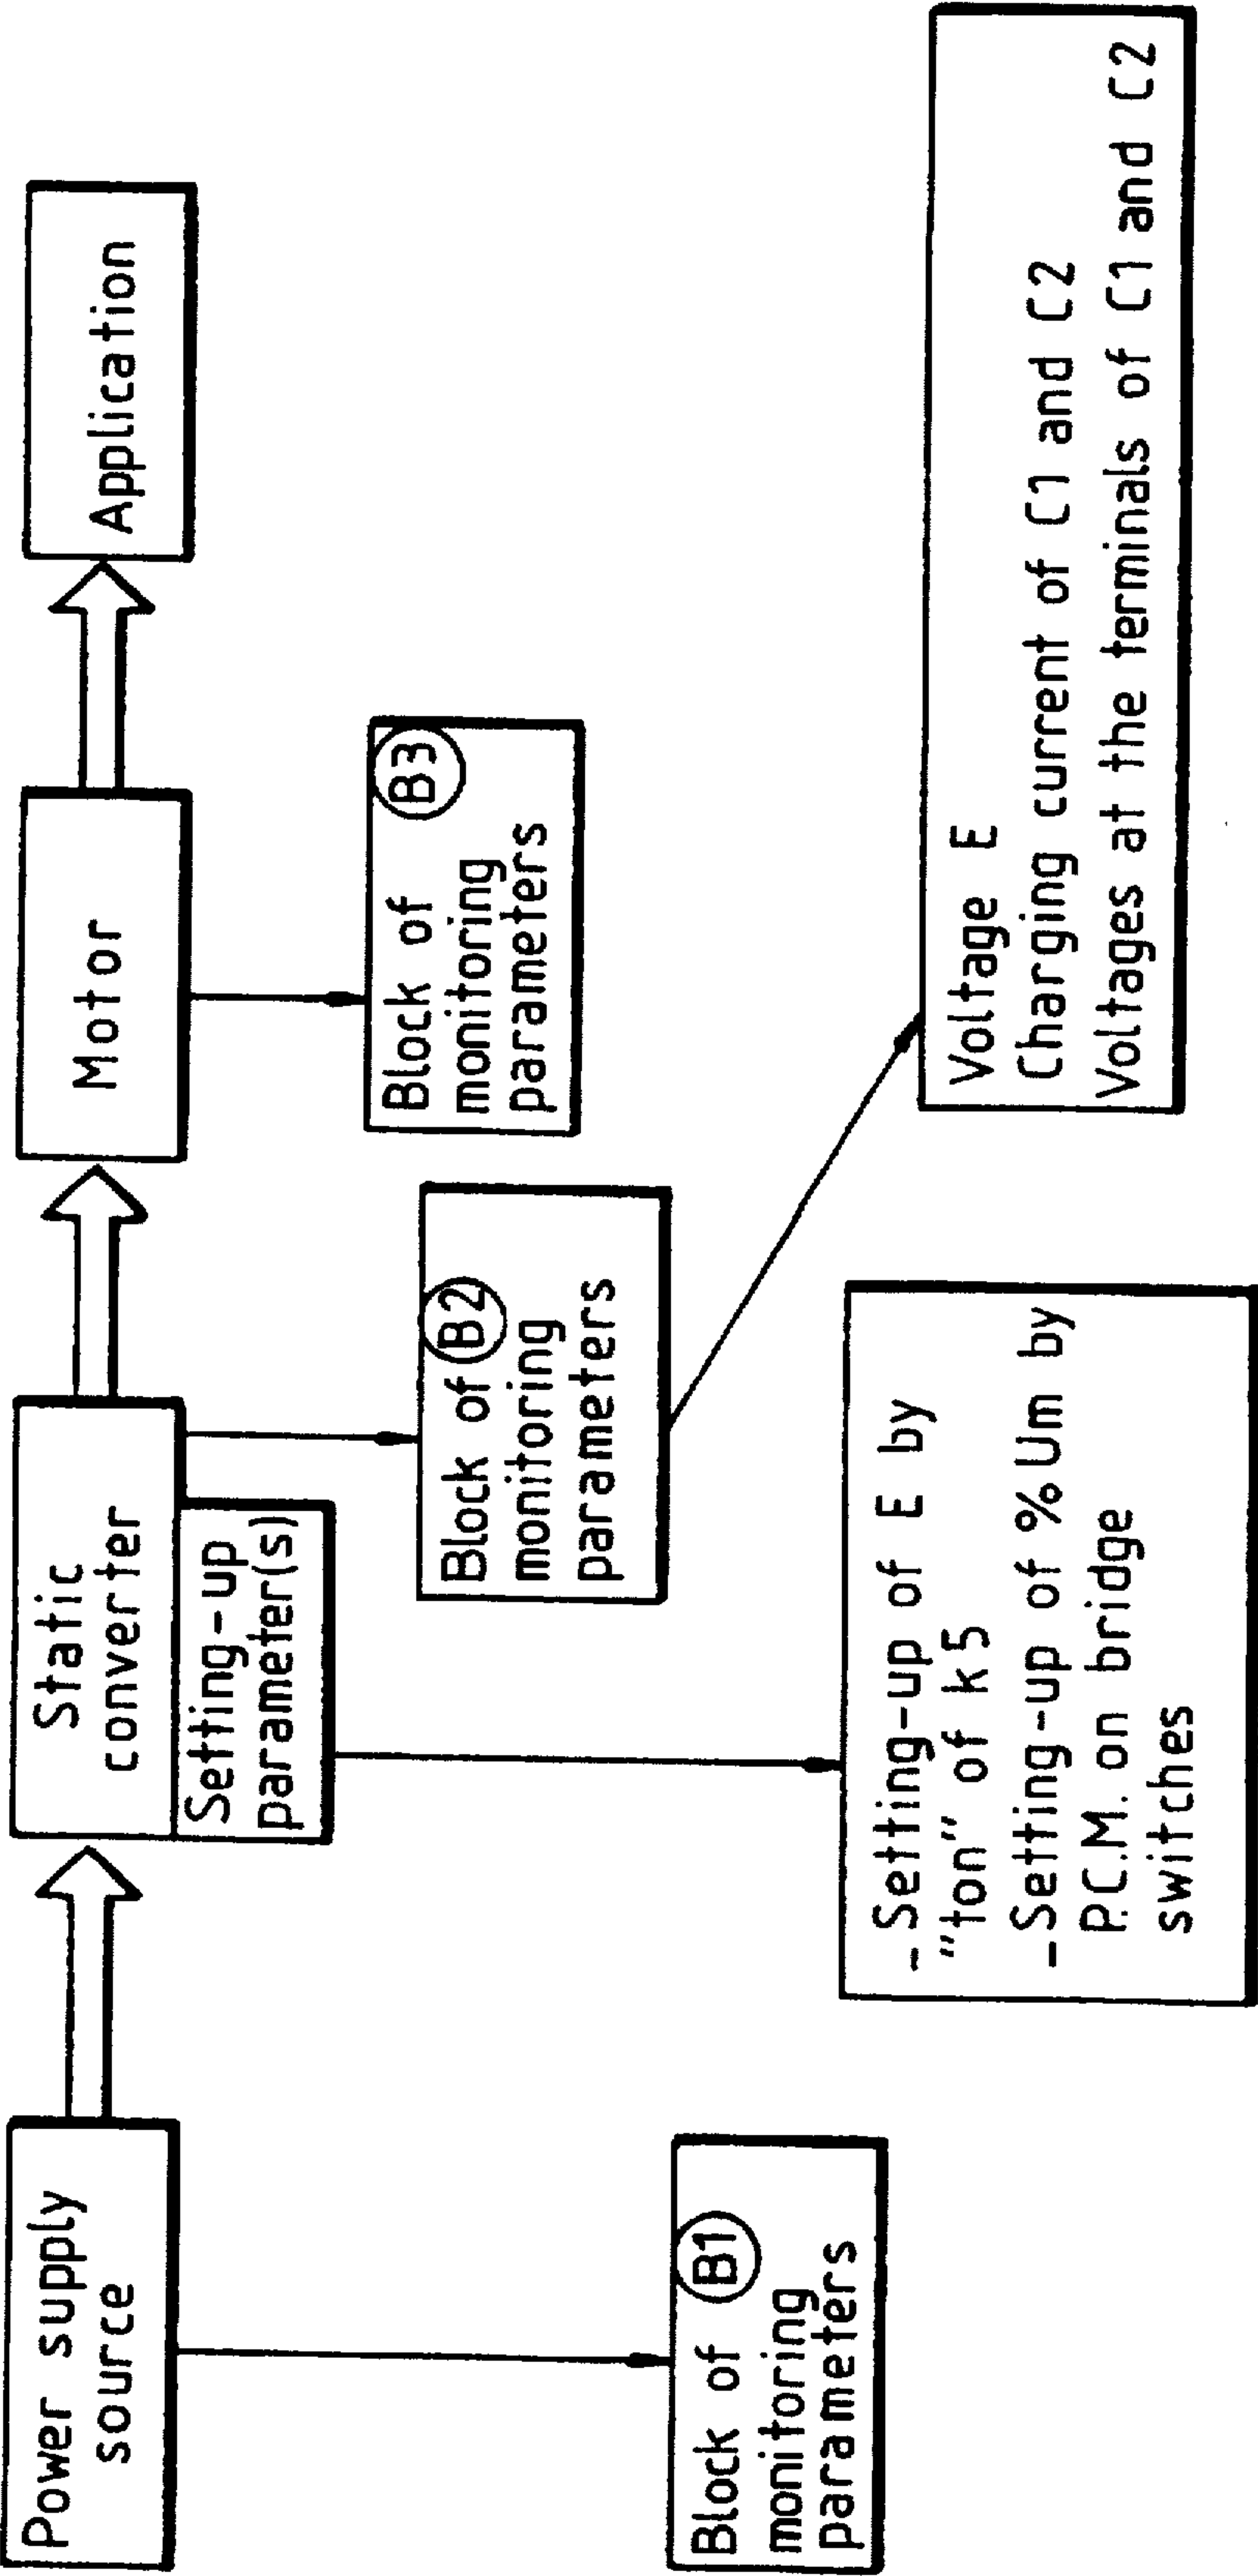 Power supply
source
Static
converter
Setting-up
parameter(s)
Motor
Application
Block of B1
monitoring
parameters
Block of B2
monitoring
parameters
Block of B3
monitoring
parameters
- Setting-up of E by
"ton" of k5
- Setting-up of % Um by
P.C.M. on bridge
switches
Voltage E
Charging current of C1 and C2
Voltages at the terminals of C1 and C2